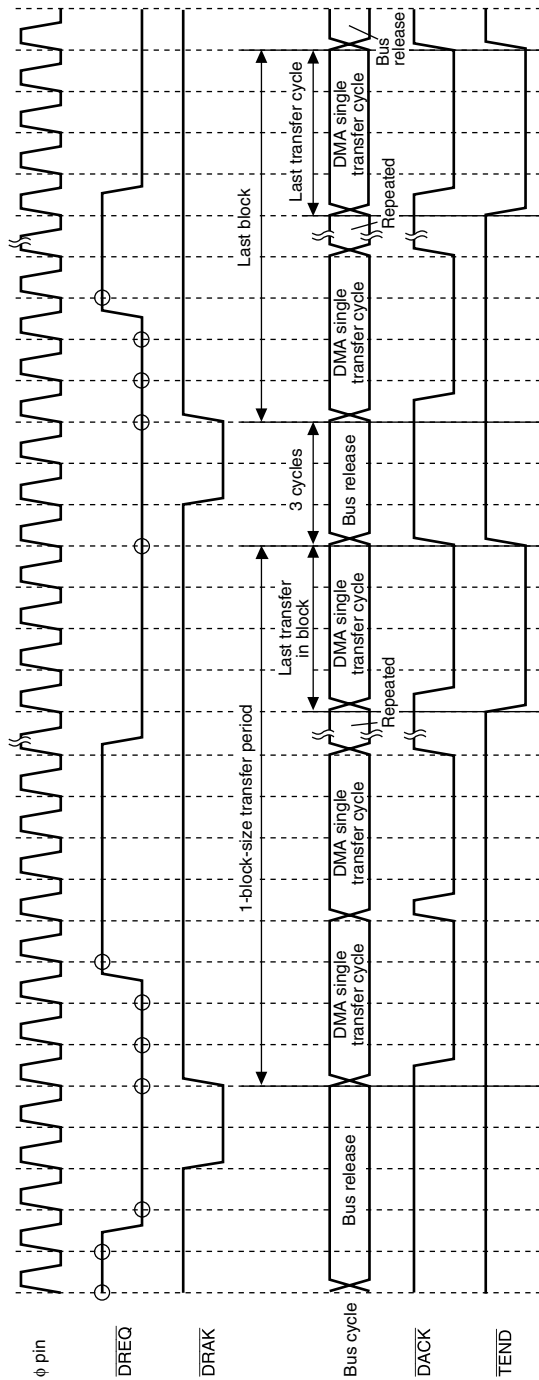 φ pin
DREQ
DRAK
1-block-size transfer period
Last transfer
in block
3 cycles
Last block
Last transfer cycle
Bus cycle
Bus release
DMA single
transfer cycle
DMA single
transfer cycle
Repeated
DMA single
transfer cycle
Bus release
DMA single
transfer cycle
Repeated
DMA single
transfer cycle
Bus
release
DACK
TEND